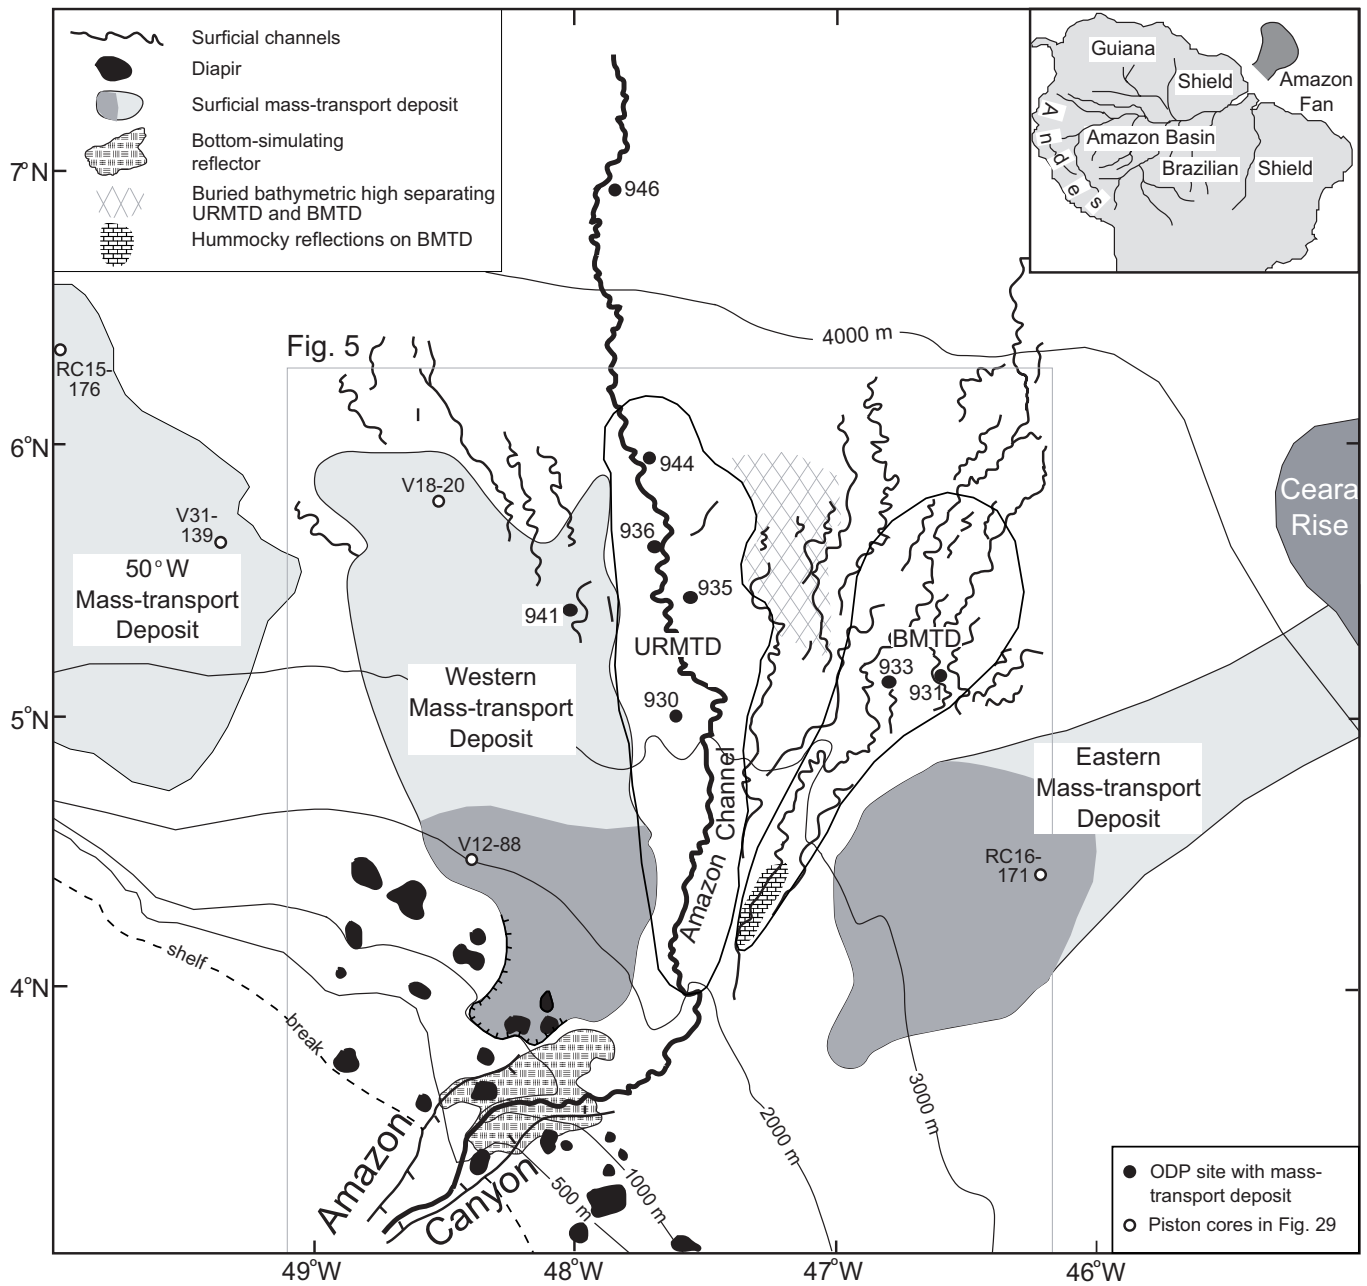 Surficial channels
Diapir
Surficial mass-transport deposit
Bottom-simulating
reflector
Buried bathymetric high separating
URMTD and BMTD
Hummocky reflections on BMTD
Guiana
Shield
Amazon
Fan
Andes
Amazon Basin
Brazilian
Shield
7°N
946
4000 m
Fig. 5
RC15-
176
6°N
944
V18-20
Ceara
Rise
V31-
139
936
50°W
Mass-transport
Deposit
935
941
URMTD
BMTD
933
931
Western
Mass-transport
Deposit
930
5°N
Eastern
Mass-transport
Deposit
Amazon Channel
V12-88
RC16-
171
shelf
4°N
break
3000 m
2000 m
1000 m
500 m
Amazon
Canyon
ODP site with mass-
transport deposit
Piston cores in Fig. 29
49°W
48°W
47°W
46°W